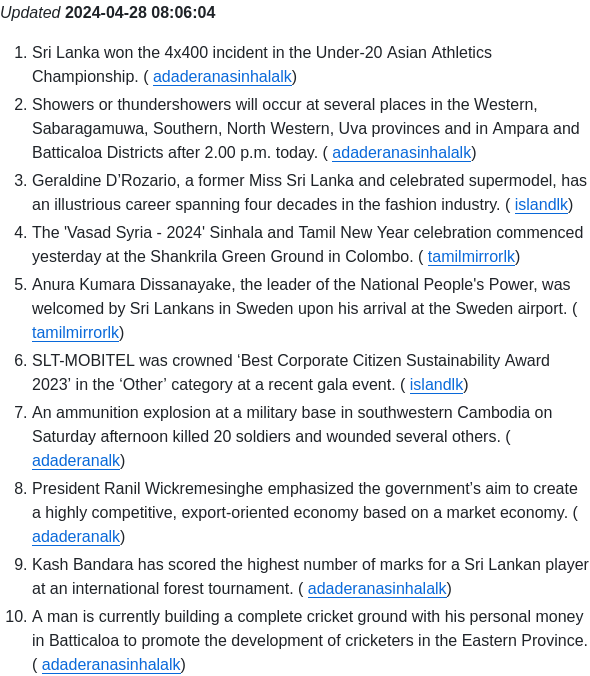 Updated 2024-04-28 08:06:04
1. Sri Lanka won the 4x400 incident in the Under-20 Asian Athletics
Championship. ( adaderanasinhalalk)
2. Showers or thundershowers will occur at several places in the Western,
Sabaragamuwa, Southern, North Western, Uva provinces and in Ampara and
Batticaloa Districts after 2.00 p.m. today. ( adaderanasinhalalk)
3. Geraldine D’Rozario, a former Miss Sri Lanka and celebrated supermodel, has
an illustrious career spanning four decades in the fashion industry. ( islandlk)
4. The 'Vasad Syria - 2024' Sinhala and Tamil New Year celebration commenced
yesterday at the Shankrila Green Ground in Colombo. ( tamilmirrorlk)
5. Anura Kumara Dissanayake, the leader of the National People's Power, was
welcomed by Sri Lankans in Sweden upon his arrival at the Sweden airport. (
tamilmirrorlk)
6. SLT-MOBITEL was crowned ‘Best Corporate Citizen Sustainability Award
2023’ in the ‘Other’ category at a recent gala event. ( islandlk)
7. An ammunition explosion at a military base in southwestern Cambodia on
Saturday afternoon killed 20 soldiers and wounded several others. (
adaderanalk)
8. President Ranil Wickremesinghe emphasized the government’s aim to create
a highly competitive, export-oriented economy based on a market economy. (
adaderanalk)
9. Kash Bandara has scored the highest number of marks for a Sri Lankan player
at an international forest tournament. ( adaderanasinhalalk)
10. A man is currently building a complete cricket ground with his personal money
in Batticaloa to promote the development of cricketers in the Eastern Province.
( adaderanasinhalalk)